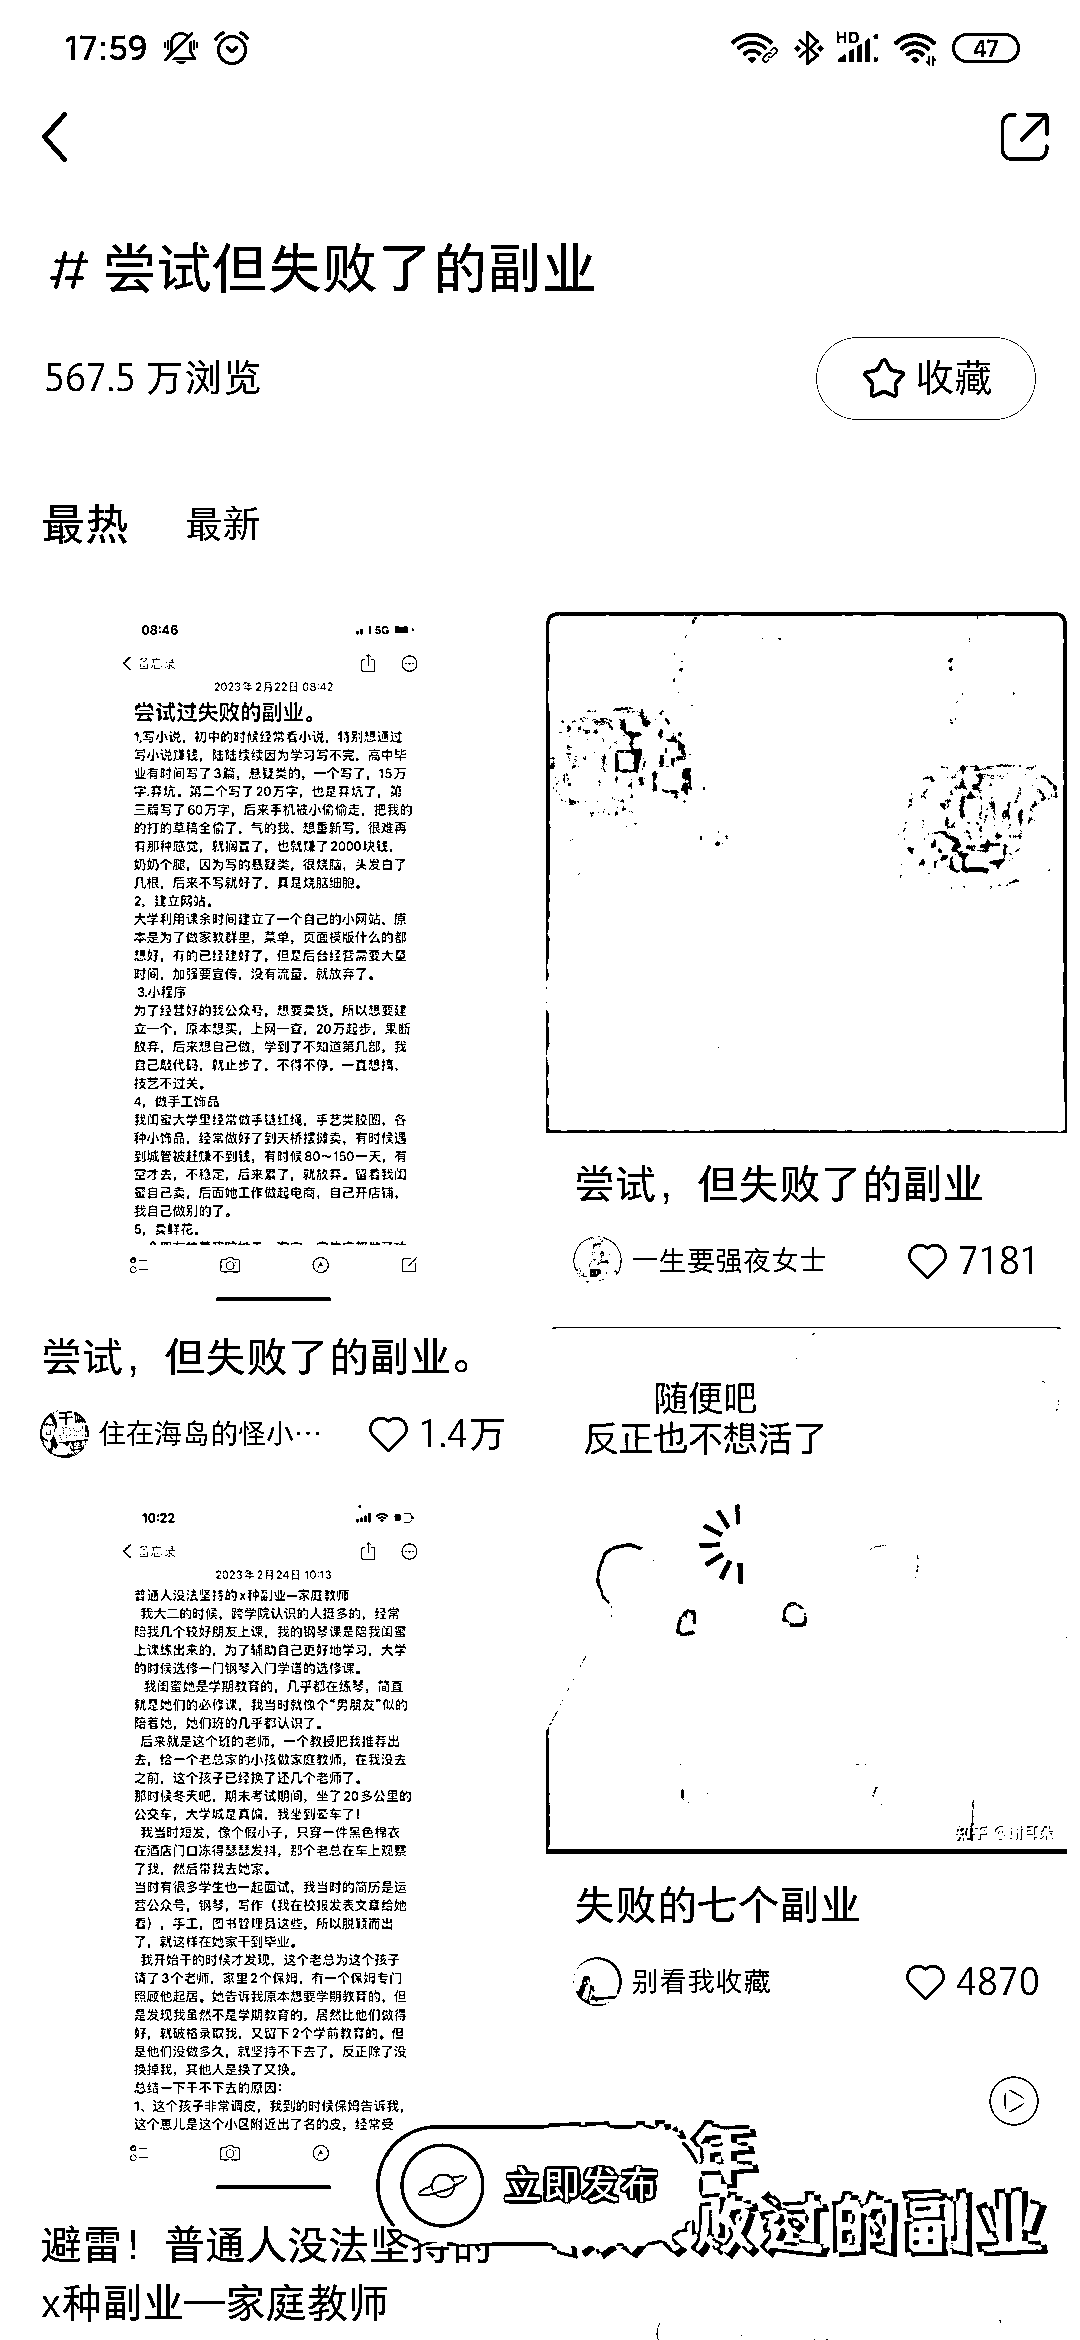 17:59
HD
47
# 尝试但失败了的副业
567.5 万浏览
收藏
最热
最新
08:46
5G
备忘录
2023年2月22日 08:42
尝试过失败的副业。
1,写小说,初中的时候经常看小说,特别想通过
写小说赚钱,陆陆续续因为学习写不完,高中毕
业有时间写了3篇,悬疑类的,一个写了,15万
字,弃坑。第二个写了20万字,也是弃坑了,第
三篇写了60万字,后来手机被小偷偷走,把我的
的打的草稿全偷了,气的我、想重新写,很难再
有那种感觉,就搁置了,也就赚了2000块钱,
奶奶个腿,因为写的悬疑类,很烧脑,头发白了
几根,后来不写就好了,真是烧脑细胞。
2,建立网站。
大学利用课余时间建立了一个自己的小网站、原
本是为了做家教群里,菜单,页面模版什么的都
想好,有的已经建好了,但是后台经营需要大量
时间,加强要宣传,没有流量,就放弃了。
3.小程序
为了经营好的我公众号,想要卖货,所以想要建
立一个,原本想买,上网一查,20万起步,果断
放弃,后来想自己做,学到了不知道第几部,我
自己敲代码,就止步了,不得不停,一直想搞、
技艺不过关。
4,做手工饰品
我闺蜜大学里经常做手链红绳,手艺类胶圈,各
种小饰品,经常做好了到天桥摆摊卖,有时候遇
到城管被赶赚不到钱,有时候80~150一天,有
空才去,不稳定,后来累了,就放弃。留着我闺
蜜自己卖,后面她工作做起电商,自己开店铺,
我自己做别的了。
5,卖鲜花。
尝试,但失败了的副业。
住在海岛的怪小…
1.4万
尝试,但失败了的副业
一生要强夜女士
7181
随便吧
反正也不想活了
失败的七个副业
别看我收藏
4870
10:22
备忘录
2023年2月24日 10:13
普通人没法坚持的x种副业—家庭教师
我大二的时候,跨学院认识的人挺多的,经常
陪我几个较好朋友上课,我的钢琴课是陪我闺蜜
上课练出来的,为了辅助自己更好地学习,大学
的时候选修一门钢琴入门学谱的选修课。
我闺蜜她是学期教育的,几乎都在练琴,简直
就是她们的必修课,我当时就像个“男朋友”似的
陪着她,她们班的几乎都认识了。
后来就是这个班的老师,一个教授把我推荐出
去,给一个老总家的小孩做家庭教师,在我没去
之前,这个孩子已经换了还几个老师了。
那时候冬天吧,期末考试期间,坐了20多公里的
公交车,大学城是真偏,我坐到晕车了!
我当时短发,像个假小子,只穿一件黑色棉衣
在酒店门口冻得瑟瑟发抖,那个老总在车上观察
了我,然后带我去她家。
当时有很多学生也一起面试,我当时的简历是运
营公众号,钢琴,写作(我在校报发表文章给她
看),手工,图书管理员这些,所以脱颖而出
了,就这样在她家干到毕业。
我开始干的时候才发现,这个老总为这个孩子
请了3个老师,家里2个保姆,有一个保姆专门
照顾他起居。她告诉我原本想要学期教育的,但
是发现我虽然不是学期教育的,居然比他们做得
好,就破格录取我,又留下2个学前教育的。但
是他们没做多久,就坚持不下去了,反正除了没
换掉我,其他人是换了又换。
总结一下干不下去的原因:
1、这个孩子非常调皮,我到的时候保姆告诉我,
这个崽儿是这个小区附近出了名的皮,经常受
避雷!普通人没法坚持的
x种副业—家庭教师
立即发布
年
败过的副业